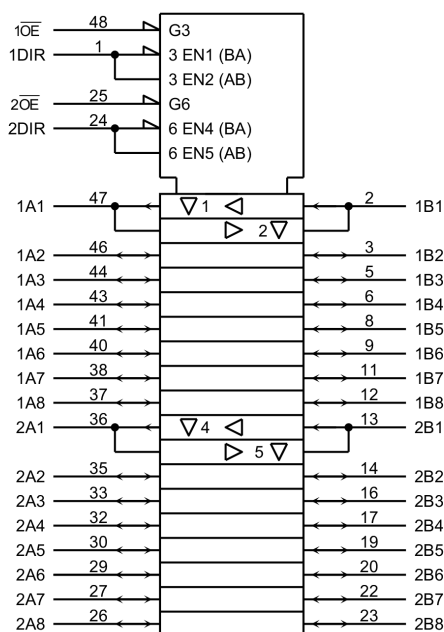 1OE 48 G3
1DIR 1 3 EN1 (BA)
3 EN2 (AB)
2OE 25 G6
2DIR 24 6 EN4 (BA)
6 EN5 (AB)
1A1 47 1 2 1B1
2
1A2 46 3 1B2
1A3 44 5 1B3
1A4 43 6 1B4
1A5 41 8 1B5
1A6 40 9 1B6
1A7 38 11 1B7
1A8 37 12 1B8
2A1 36 4 13 2B1
5
2A2 35 14 2B2
2A3 33 16 2B3
2A4 32 17 2B4
2A5 30 19 2B5
2A6 29 20 2B6
2A7 27 22 2B7
2A8 26 23 2B8